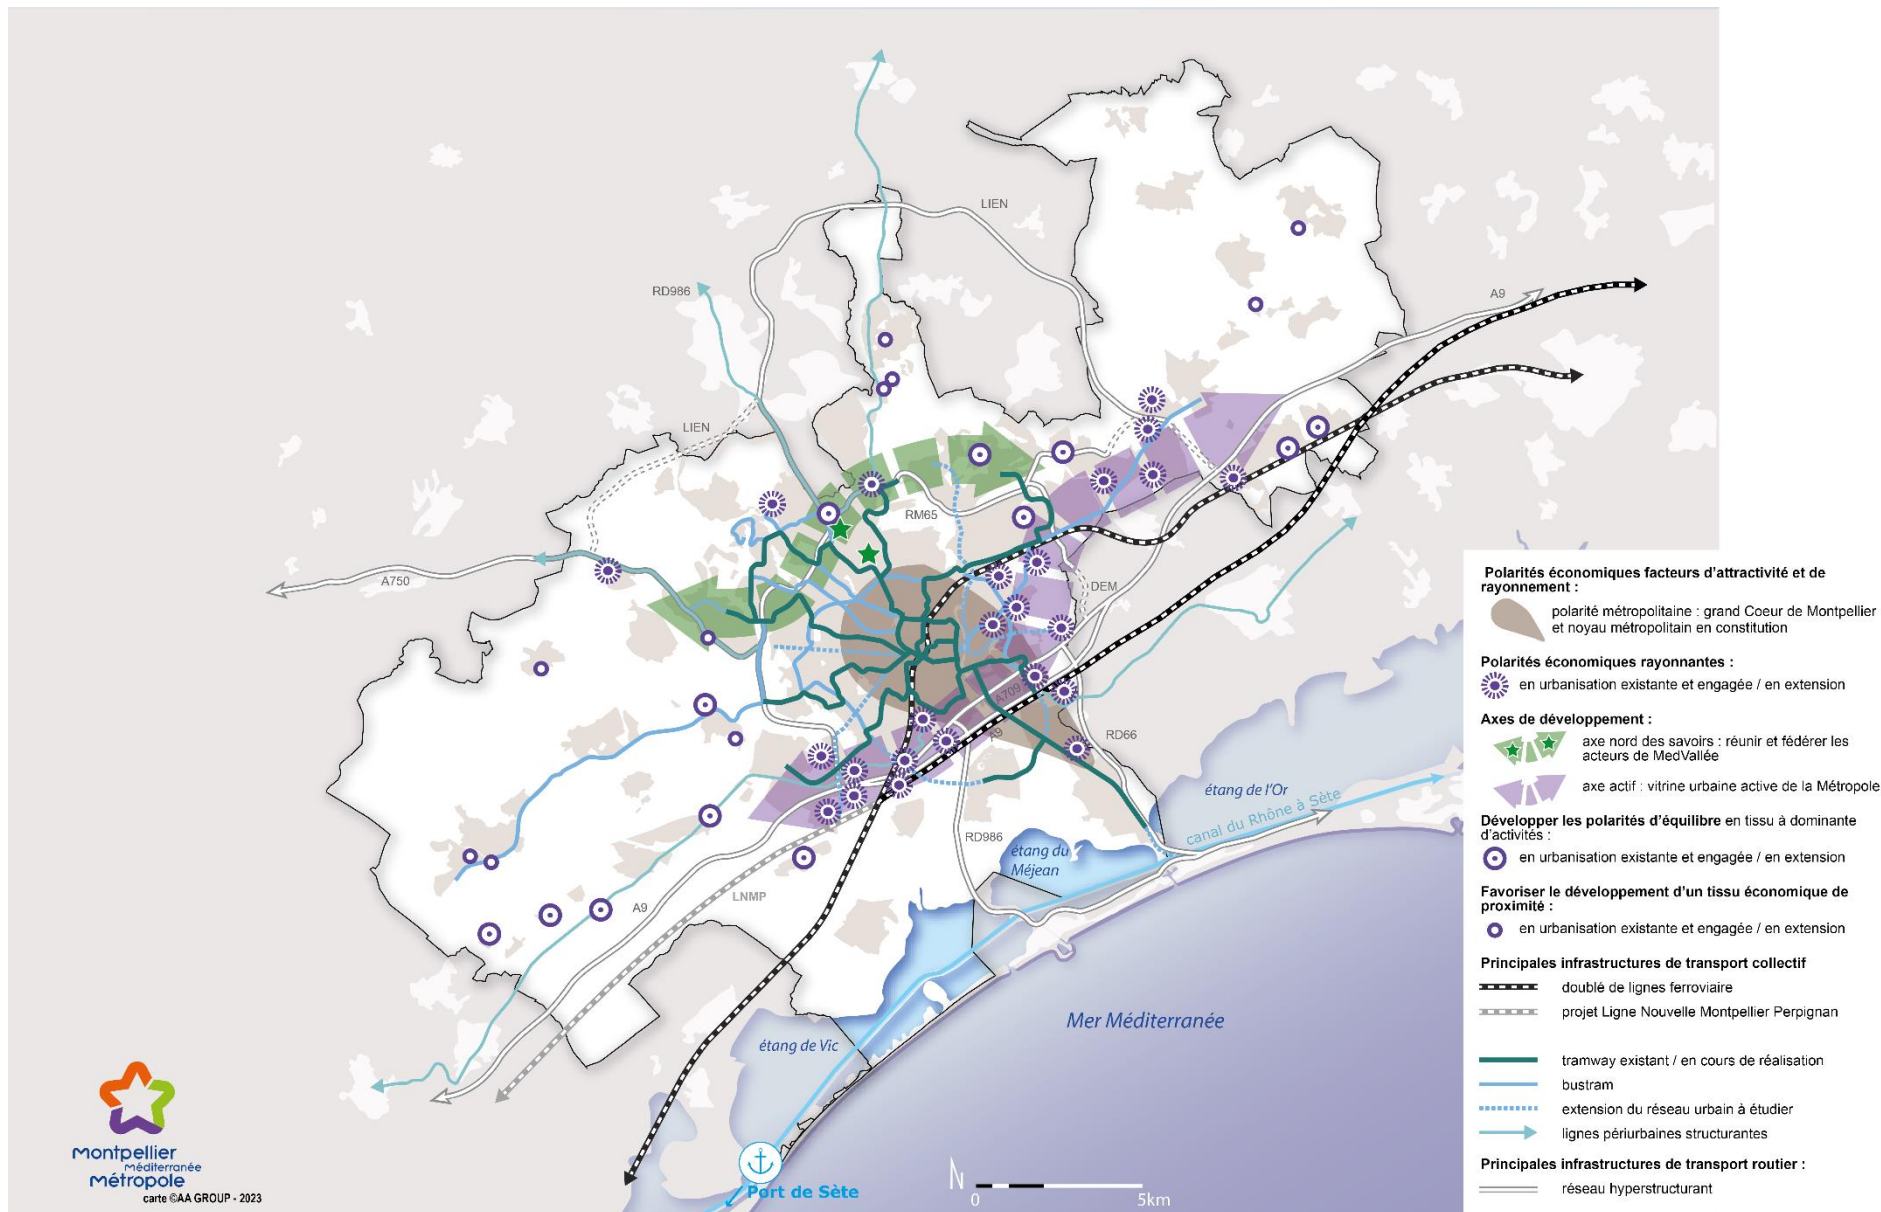 LIEN
RD986
A9
LIEN
RM65
A750
DEM
A709
A9
RD66
étang de l'Or
canal du Rhône à Sète
RD986
étang du
Méjean
LNMP
A9
Mer Méditerranée
étang de Vic
Port de Sète
N
0
5km
montpellier
méditerranée
métropole
carte ©AA GROUP - 2023
Polarités économiques facteurs d'attractivité et de
rayonnement :
polarité métropolitaine : grand Coeur de Montpellier
et noyau métropolitain en constitution
Polarités économiques rayonnantes :
en urbanisation existante et engagée / en extension
Axes de développement :
axe nord des savoirs : réunir et fédérer les
acteurs de MedVallée
axe actif : vitrine urbaine active de la Métropole
Développer les polarités d'équilibre en tissu à dominante
d'activités :
en urbanisation existante et engagée / en extension
Favoriser le développement d'un tissu économique de
proximité :
en urbanisation existante et engagée / en extension
Principales infrastructures de transport collectif
doublé de lignes ferroviaire
projet Ligne Nouvelle Montpellier Perpignan
tramway existant / en cours de réalisation
bustram
extension du réseau urbain à étudier
lignes périurbaines structurantes
Principales infrastructures de transport routier :
réseau hyperstructurant